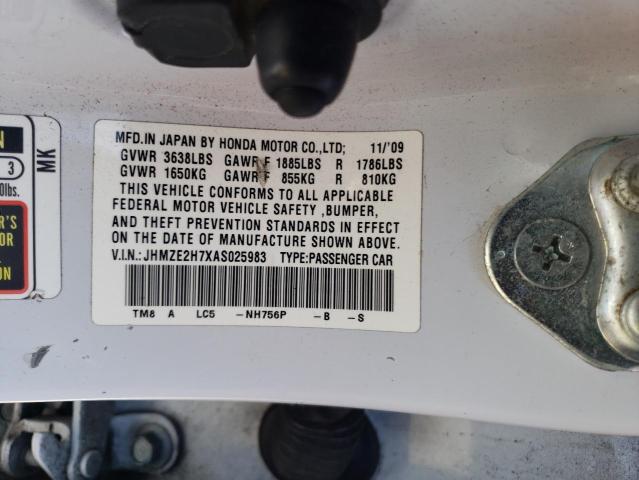 MFD.IN JAPAN BY HONDA MOTOR CO.,LTD; 11/'09
GVWR 3638LBS GAWR F 1885LBS R 1786LBS
GVWR 1650KG GAWR F 855KG R 810KG
THIS VEHICLE CONFORMS TO ALL APPLICABLE
FEDERAL MOTOR VEHICLE SAFETY ,BUMPER,
AND THEFT PREVENTION STANDARDS IN EFFECT
ON THE DATE OF MANUFACTURE SHOWN ABOVE.
V.I.N.: JHMZE2H7XAS025983 TYPE:PASSENGER CAR
TM8 A LC5 -NH756P -B -S
MK
3